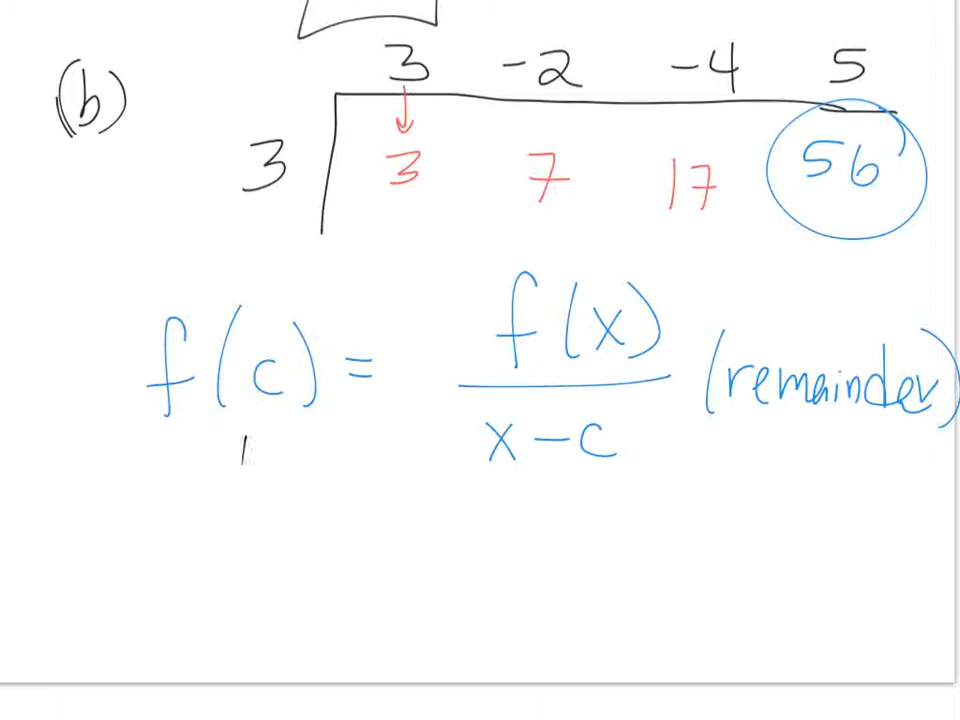 (b) 3 -2 -4 5
3 3 7 17 56
f(c) = f(x) / x-c (remainder)